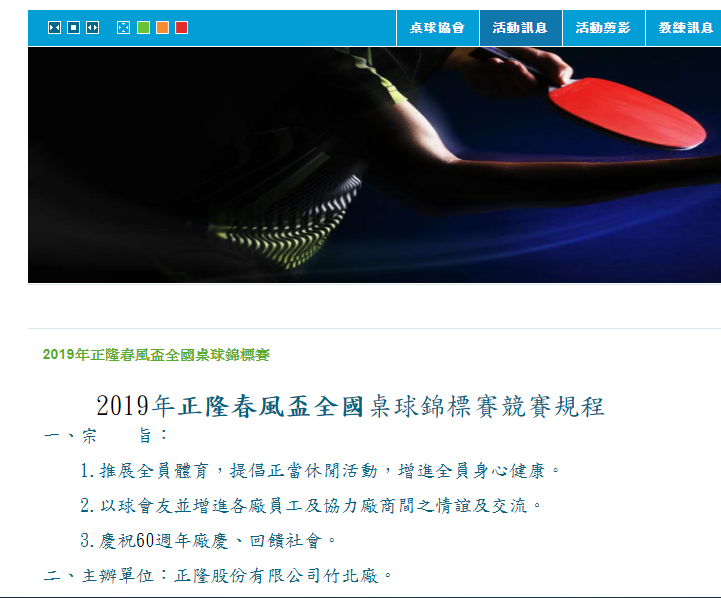 桌球協會 活動訊息 活動剪影 教練訊息
2019年正隆春風盃全國桌球錦標賽
2019年正隆春風盃全國桌球錦標賽競賽規程
一、宗　　旨：
1.推展全員體育，提倡正當休閒活動，增進全員身心健康。
2.以球會友並增進各廠員工及協力廠商間之情誼及交流。
3.慶祝60週年廠慶、回饋社會。
二、主辦單位：正隆股份有限公司竹北廠。